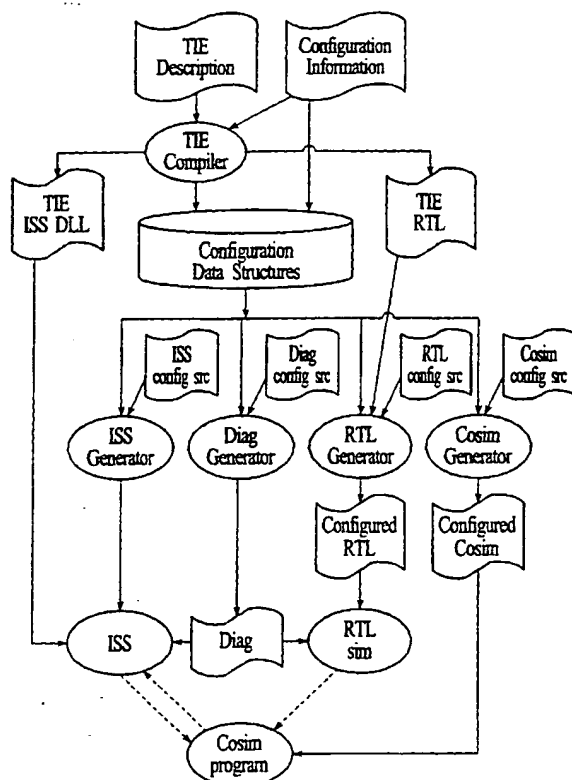 TIE
Description
Configuration
Information
TIE
Compiler
TIE
ISS DLL
TIE
RTL
Configuration
Data Structures
ISS
config src
Diag
config src
RTL
config src
Cosim
config src
ISS
Generator
Diag
Generator
RTL
Generator
Cosim
Generator
Configured
RTL
Configured
Cosim
ISS
Diag
RTL
sim
Cosim
program